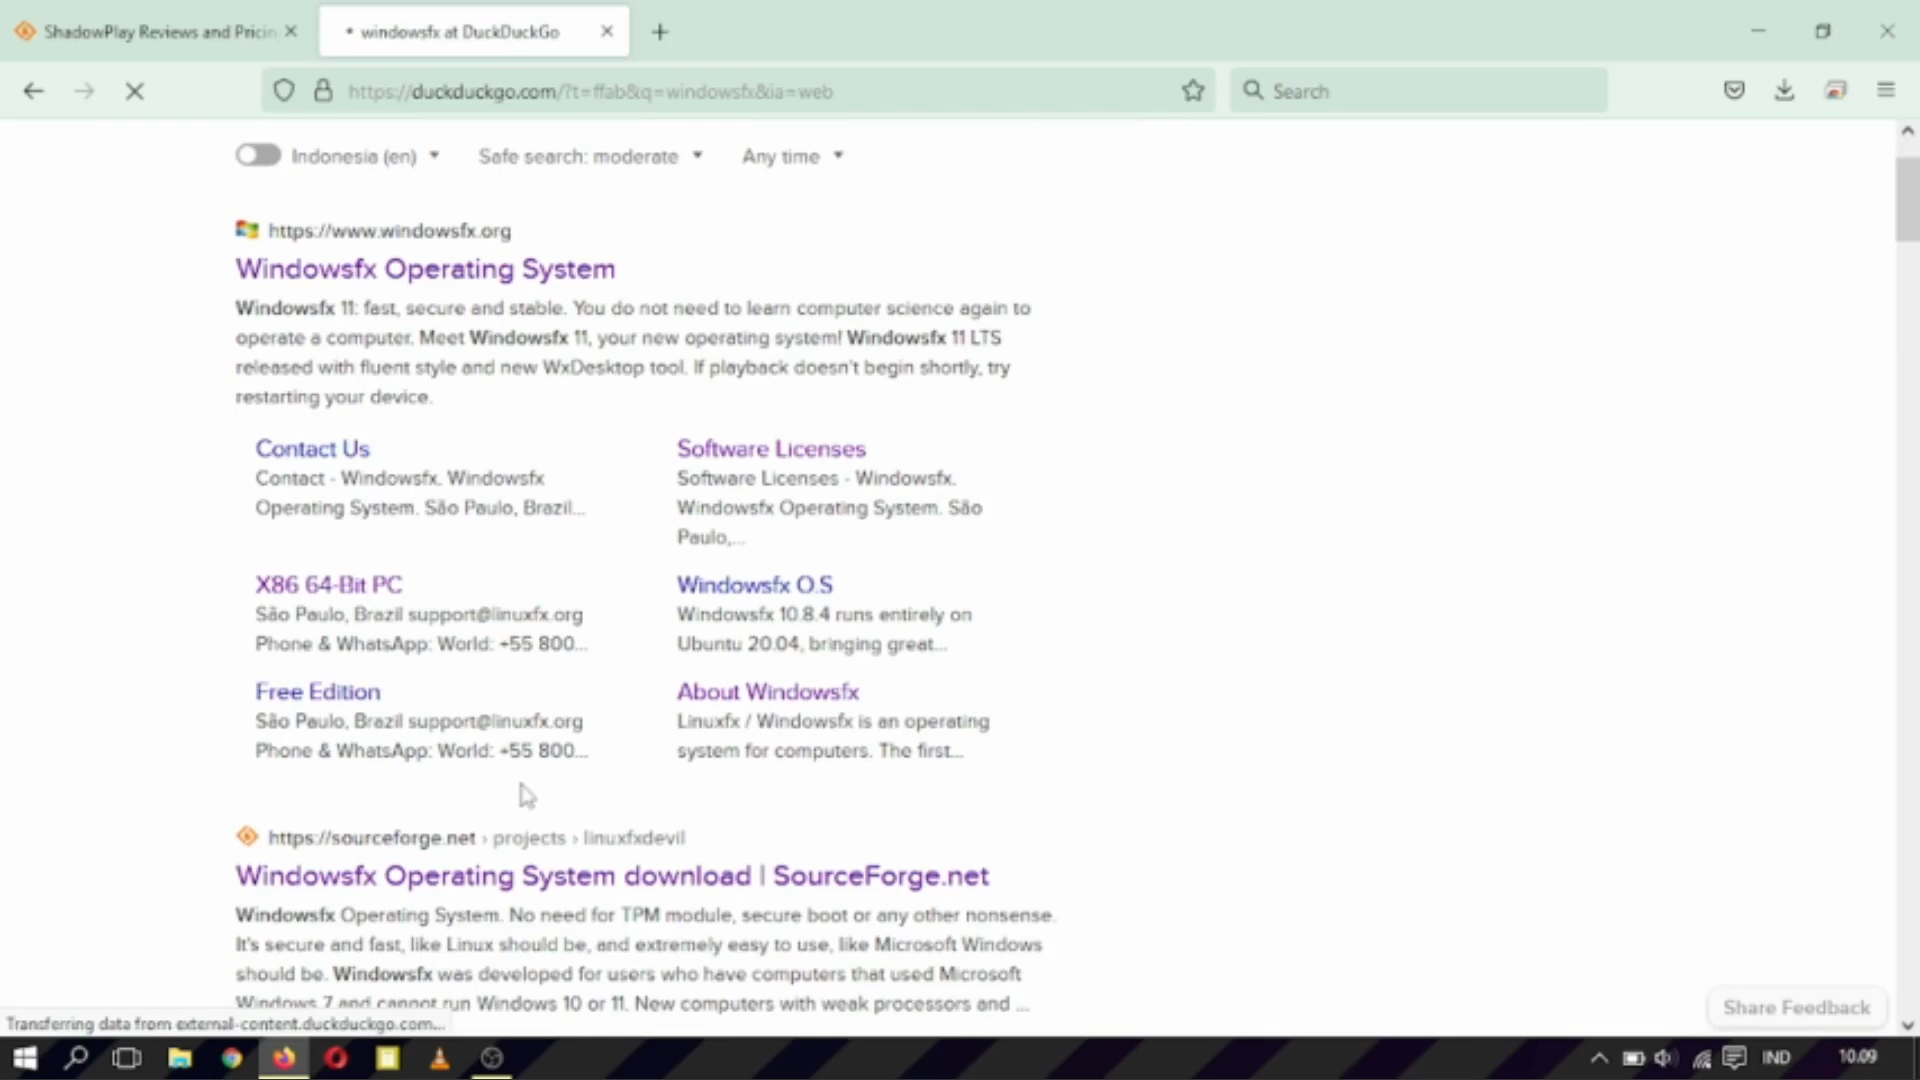 ShadowPlay Reviews and Pricin
windowsfx at DuckDuckGo
https://duckduckgo.com/?t=ffab&q=windowsfx&ia=web
Search
Indonesia (en)
Safe search: moderate
Any time
https://www.windowsfx.org
Windowsfx Operating System
Windowsfx 11: fast, secure and stable. You do not need to learn computer science again to
operate a computer. Meet Windowsfx 11, your new operating system! Windowsfx 11 LTS
released with fluent style and new WxDesktop tool. If playback doesn't begin shortly, try
restarting your device.
Contact Us
Contact - Windowsfx. Windowsfx
Operating System. São Paulo, Brazil...
Software Licenses
Software Licenses - Windowsfx.
Windowsfx Operating System. São
Paulo,...
X86 64-Bit PC
São Paulo, Brazil support@linuxfx.org
Phone & WhatsApp: World: +55 800...
Windowsfx O.S
Windowsfx 10.8.4 runs entirely on
Ubuntu 20.04, bringing great...
Free Edition
São Paulo, Brazil support@linuxfx.org
Phone & WhatsApp: World: +55 800...
About Windowsfx
Linuxfx / Windowsfx is an operating
system for computers. The first...
https://sourceforge.net › projects › linuxfxdevil
Windowsfx Operating System download | SourceForge.net
Windowsfx Operating System. No need for TPM module, secure boot or any other nonsense.
It's secure and fast, like Linux should be, and extremely easy to use, like Microsoft Windows
should be. Windowsfx was developed for users who have computers that used Microsoft
Windows 7 and cannot run Windows 10 or 11. New computers with weak processors and ...
Share Feedback
Transferring data from external-content.duckduckgo.com...
IND
10.09